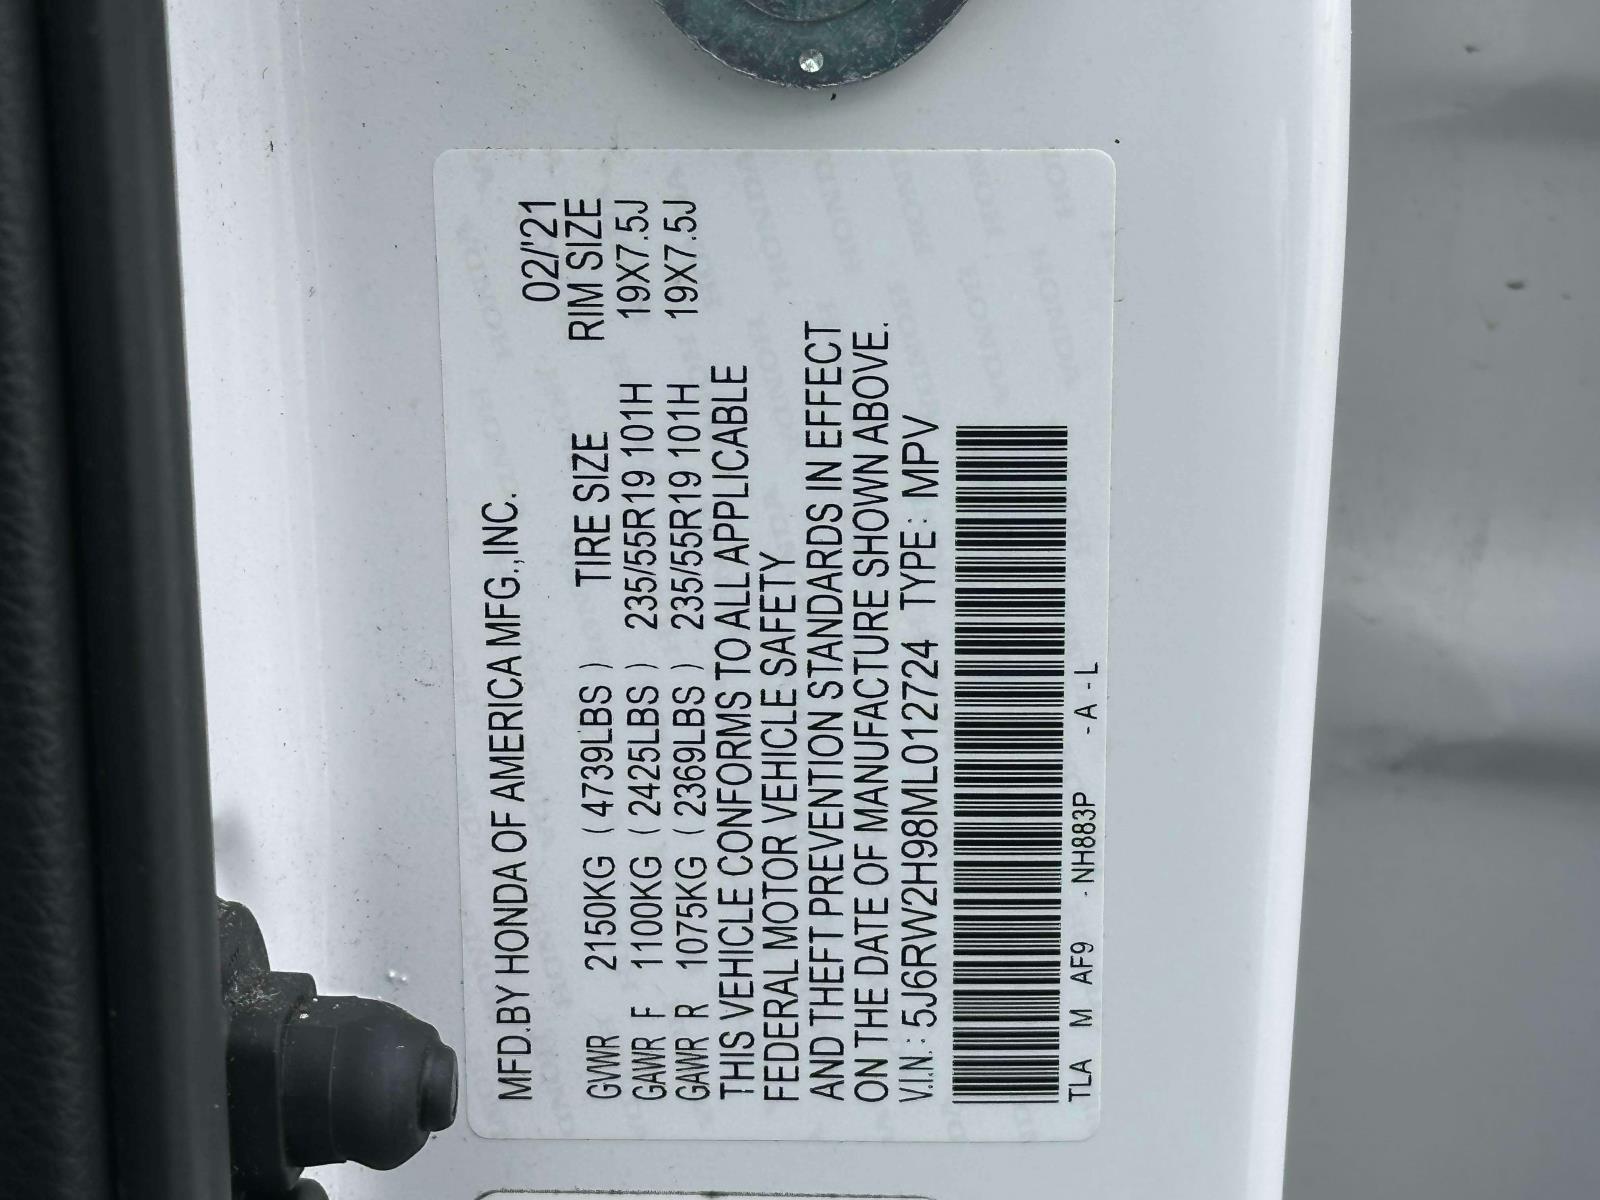 MFD.BY HONDA OF AMERICA MFG.,INC. 02/'21
TIRE SIZE RIM SIZE
GVWR 2150KG (4739LBS)
GAWR F 1100KG (2425LBS) 235/55R19 101H 19X7.5J
GAWR R 1075KG (2369LBS) 235/55R19 101H 19X7.5J
THIS VEHICLE CONFORMS TO ALL APPLICABLE
FEDERAL MOTOR VEHICLE SAFETY
AND THEFT PREVENTION STANDARDS IN EFFECT
ON THE DATE OF MANUFACTURE SHOWN ABOVE.
V.I.N.: 5J6RW2H98ML012724 TYPE: MPV
TLA M AF9 -NH883P -A-L